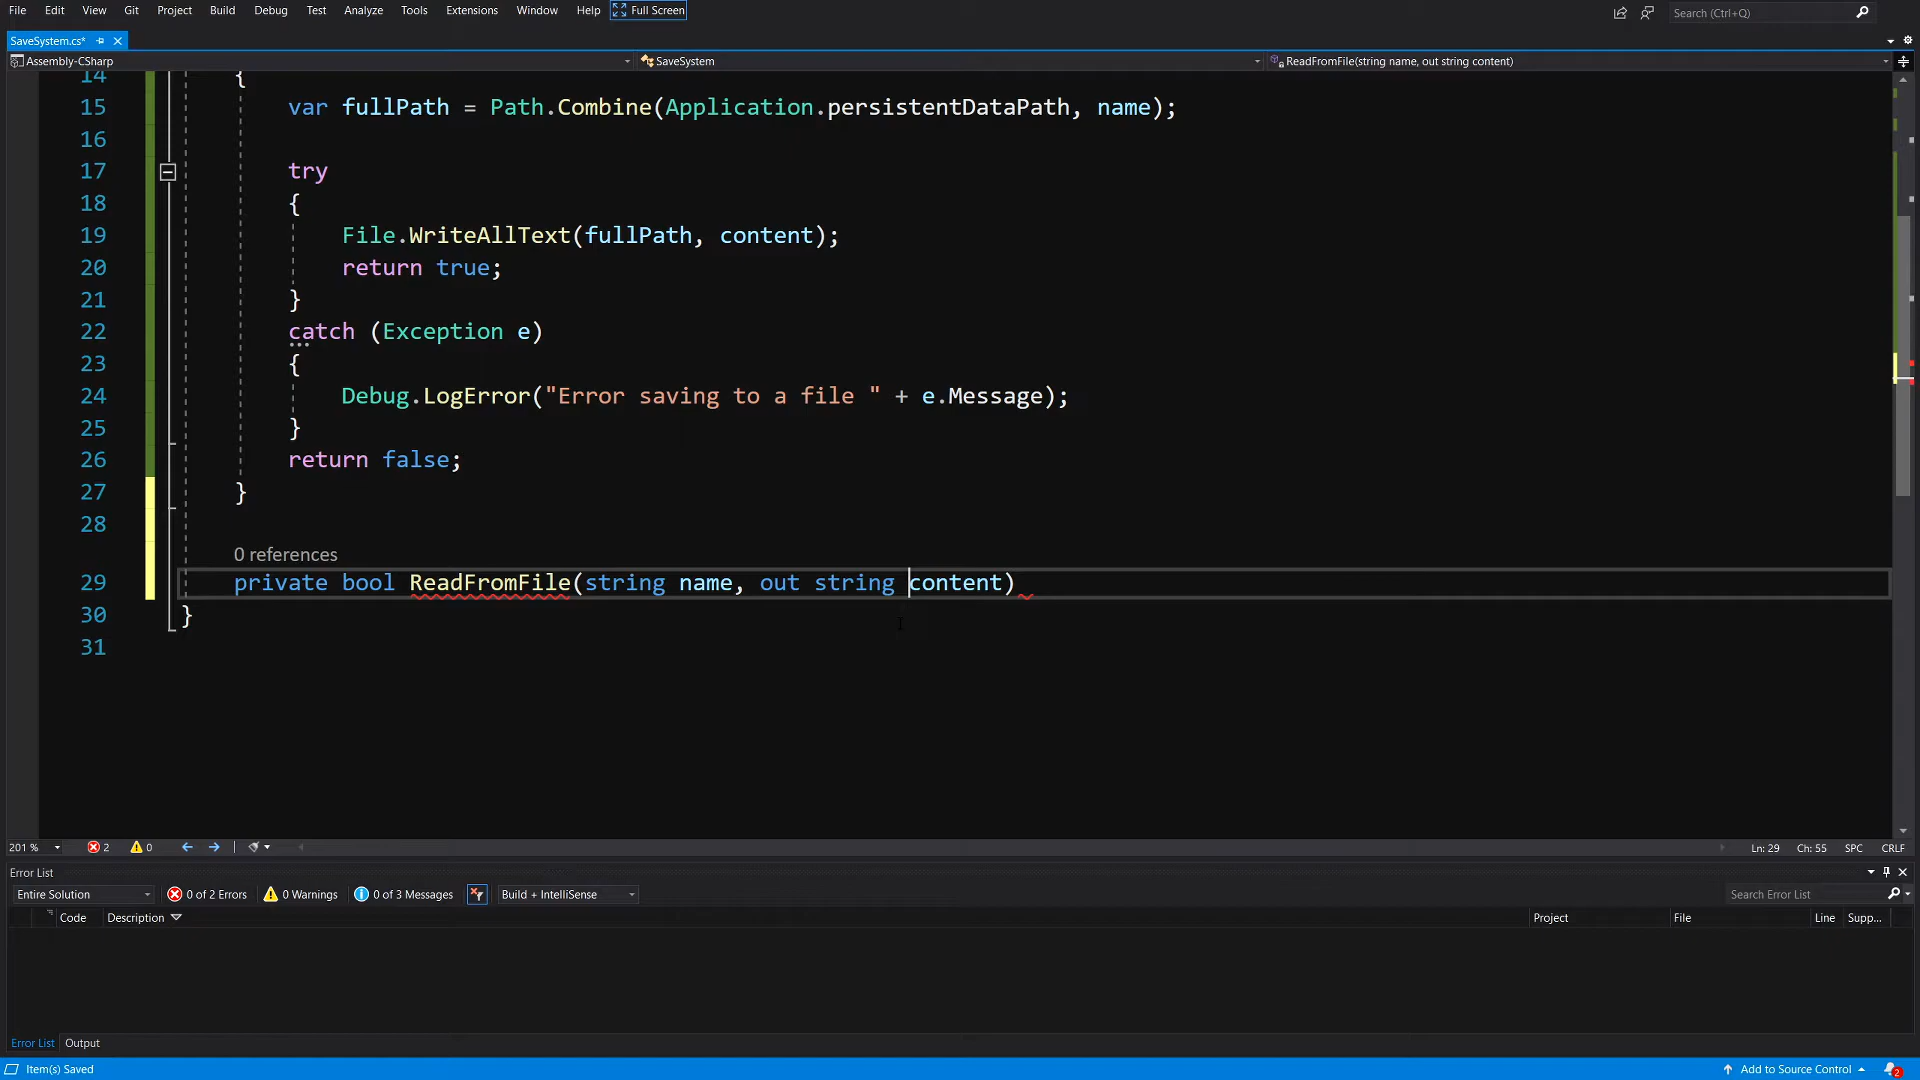 File Edit View Git Project Build Debug Test Analyze Tools Extensions Window Help Full Screen Search (Ctrl+Q)
SaveSystem.cs*
Assembly-CSharp SaveSystem ReadFromFile(string name, out string content)
14 {
15 var fullPath = Path.Combine(Application.persistentDataPath, name);
16
17 try
18 {
19 File.WriteAllText(fullPath, content);
20 return true;
21 }
22 catch (Exception e)
23 {
24 Debug.LogError("Error saving to a file " + e.Message);
25 }
26 return false;
27 }
28
0 references
29 private bool ReadFromFile(string name, out string content)
30 }
31
201 % 2 0 Ln: 29 Ch: 55 SPC CRLF
Error List
Entire Solution 0 of 2 Errors 0 Warnings 0 of 3 Messages Build + IntelliSense Search Error List
Code Description Project File Line Supp...
Error List Output
Item(s) Saved Add to Source Control 2